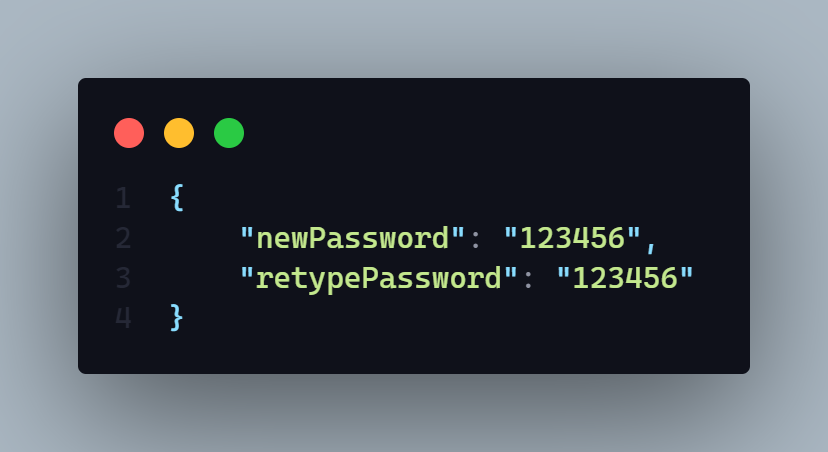 1 {
2 "newPassword": "123456",
3 "retypePassword": "123456"
4 }